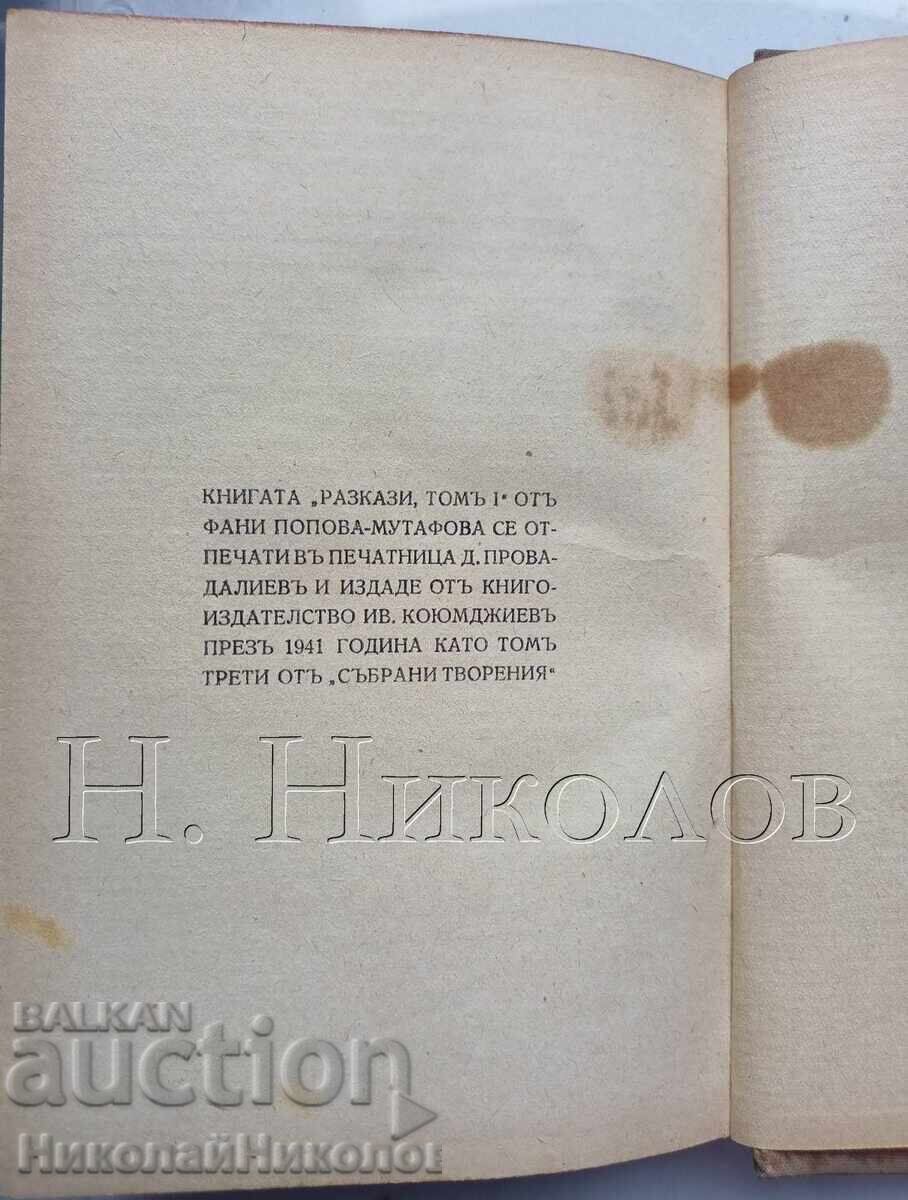 КНИГАТА „РАЗКАЗИ, ТОМЪ I“ ОТЪ
ФАНИ ПОПОВА-МУТАФОВА СЕ ОТ-
ПЕЧАТИ ВЪ ПЕЧАТНИЦА Д. ПРОВА-
ДАЛИЕВЪ И ИЗДАДЕ ОТЪ КНИГО-
ИЗДАТЕЛСТВО ИВ. КОЮМДЖИЕВЪ
ПРЕЗЪ 1941 ГОДИНА КАТО ТОМЪ
ТРЕТИ ОТЪ „СЪБРАНИ ТВОРЕНИЯ“
Н. НИКОЛОВ
BALKAN
auction
НиколайНиколов